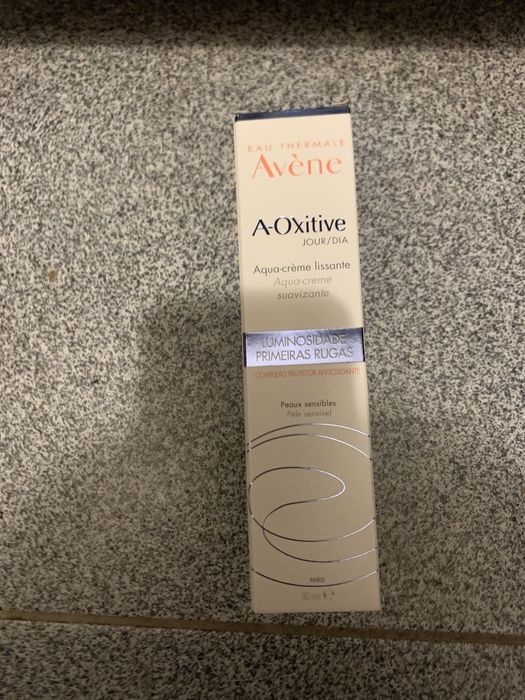 EAU THERMALE
Avène
A-OXitive
JOUR/DIA
Aqua-crème lissante
Aqua-creme
suavizante
LUMINOSIDADE
PRIMEIRAS RUGAS
COMPLEXO PROTETOR ANTIOXIDANTE
Peaux sensibles
Pele sensível
PARIS
30 ml e